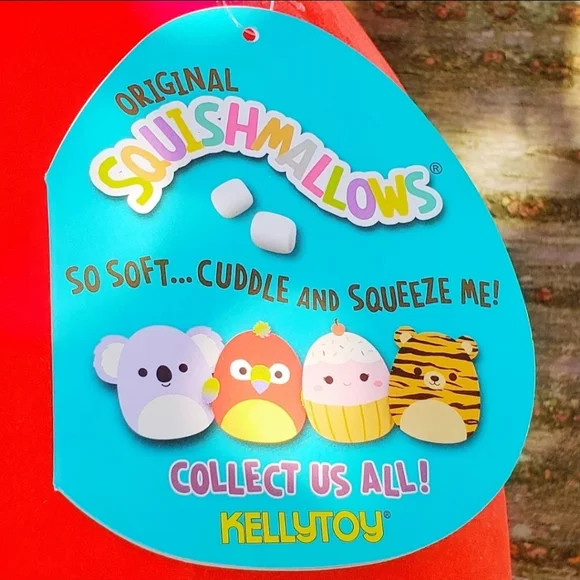 ORIGINAL
SQUISHMALLOWS®
SO SOFT... CUDDLE AND SQUEEZE ME!
COLLECT US ALL!
KELLYTOY®